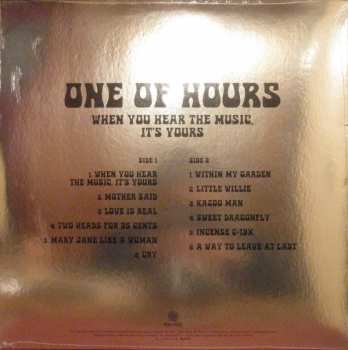 ONE OF HOURS
WHEN YOU HEAR THE MUSIC,
IT'S YOURS
SIDE 1
1. WHEN YOU HEAR
THE MUSIC, IT'S YOURS
2. MOTHER SAID
3. LOVE IS REAL
4. TWO HEADS FOR 35 CENTS
5. MARY JANE LIKE A WOMAN
6. CRY
SIDE 2
1. WITHIN MY GARDEN
2. LITTLE WILLIE
3. KAZOO MAN
4. SWEET DRAGONFLY
5. INCENSE
6. A WAY TO LEAVE AT LAST